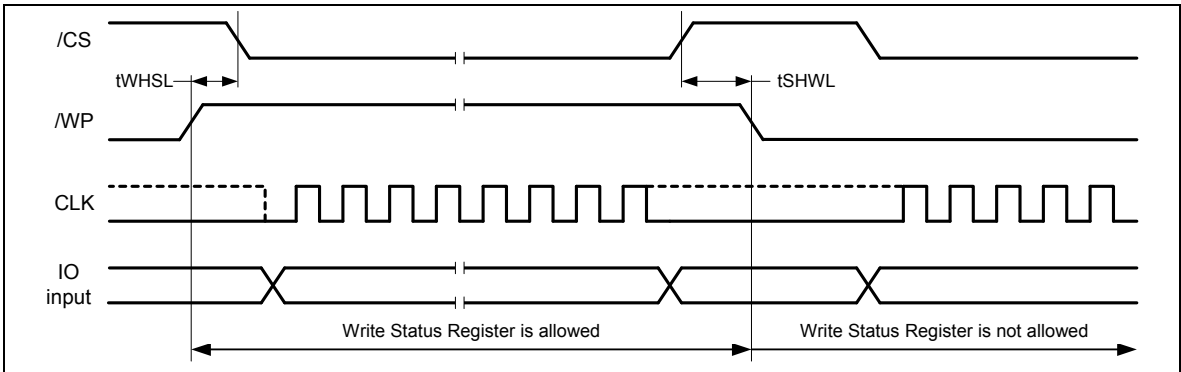 /CS
tWHSL
tSHWL
/WP
CLK
IO
input
Write Status Register is allowed
Write Status Register is not allowed